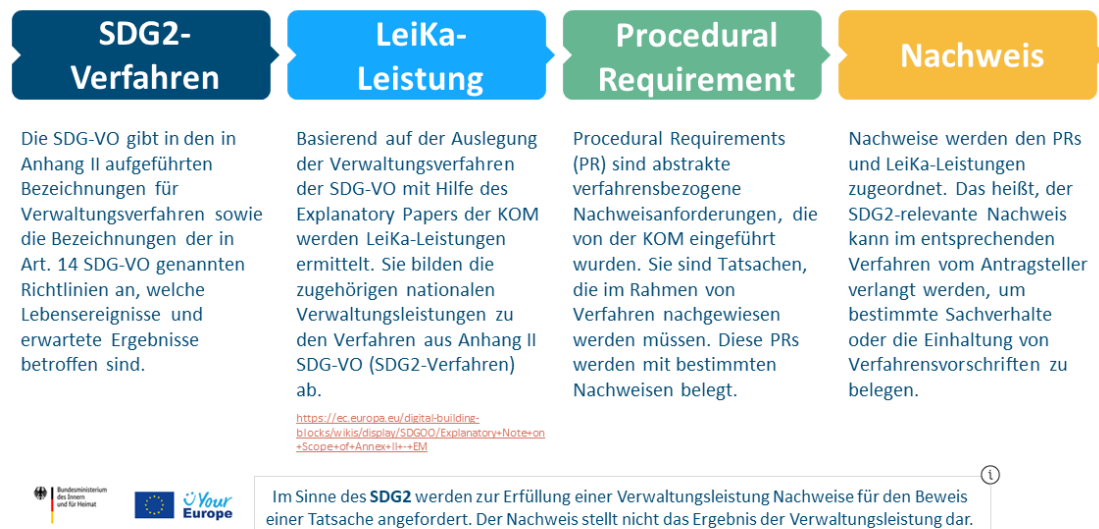 SDG2-
Verfahren
LeiKa-
Leistung
Procedural
Requirement
Nachweis
Die SDG-VO gibt in den in
Anhang II aufgeführten
Bezeichnungen für
Verwaltungsverfahren sowie
die Bezeichnungen der in
Art. 14 SDG-VO genannten
Richtlinien an, welche
Lebensereignisse und
erwartete Ergebnisse
betroffen sind.
Basierend auf der Auslegung
der Verwaltungsverfahren
der SDG-VO mit Hilfe des
Explanatory Papers der KOM
werden LeiKa-Leistungen
ermittelt. Sie bilden die
zugehörigen nationalen
Verwaltungsleistungen zu
den Verfahren aus Anhang II
SDG-VO (SDG2-Verfahren)
ab.
https://ec.europa.eu/digital-building-
blocks/wikis/display/SDGOO/Explanatory+Note+on
+Scope+of+Annex+II+-+EM
Procedural Requirements
(PR) sind abstrakte
verfahrensbezogene
Nachweisanforderungen, die
von der KOM eingeführt
wurden. Sie sind Tatsachen,
die im Rahmen von
Verfahren nachgewiesen
werden müssen. Diese PRs
werden mit bestimmten
Nachweisen belegt.
Nachweise werden den PRs
und LeiKa-Leistungen
zugeordnet. Das heißt, der
SDG2-relevante Nachweis
kann im entsprechenden
Verfahren vom Antragsteller
verlangt werden, um
bestimmte Sachverhalte
oder die Einhaltung von
Verfahrensvorschriften zu
belegen.
Bundesministerium
des Innern
und für Heimat
Your
Europe
i
Im Sinne des SDG2 werden zur Erfüllung einer Verwaltungsleistung Nachweise für den Beweis
einer Tatsache angefordert. Der Nachweis stellt nicht das Ergebnis der Verwaltungsleistung dar.